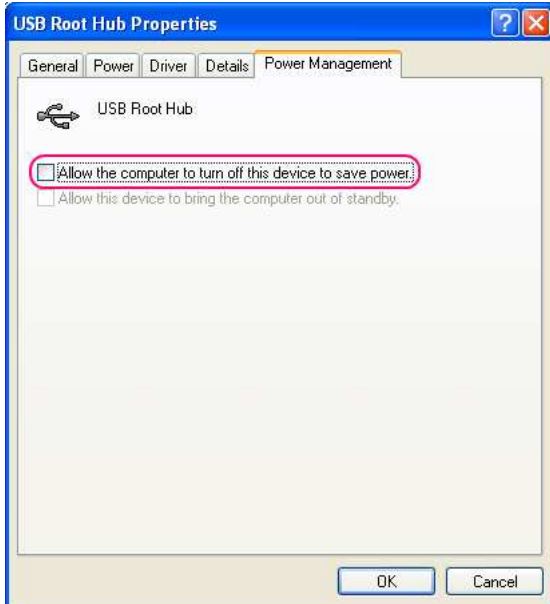 USB Root Hub Properties
General Power Driver Details Power Management
USB Root Hub
Allow the computer to turn off this device to save power.
Allow this device to bring the computer out of standby.
OK Cancel